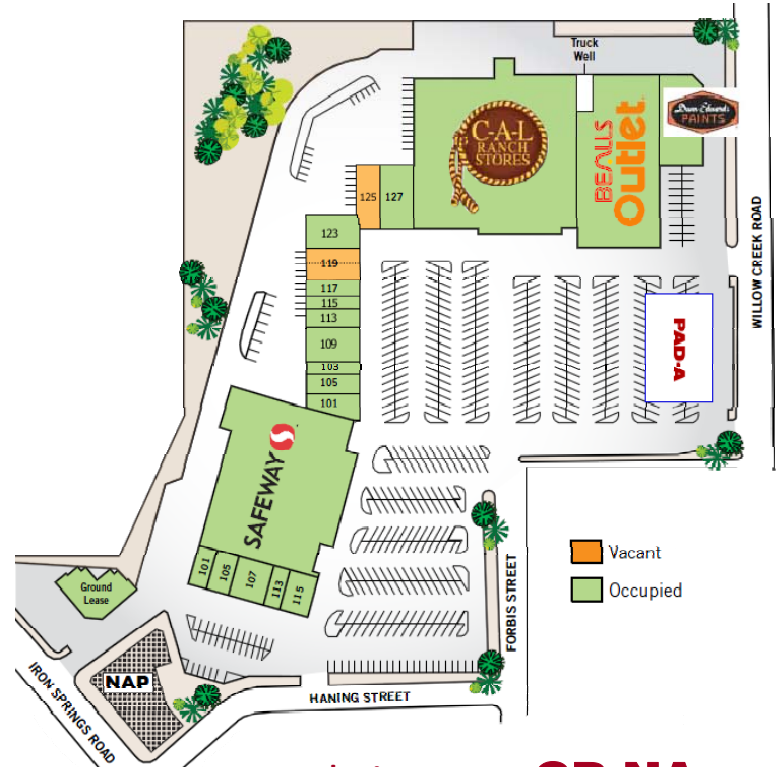 Truck
Well
C-A-L
RANCH
STORES
BEALLS
Outlet
Dunn-Edwards
PAINTS
125
127
123
119
117
115
113
109
103
105
101
PAD-A
WILLOW CREEK ROAD
SAFEWAY
101
105
107
113
115
Vacant
Occupied
Ground
Lease
FORBIS STREET
NAP
HANING STREET
IRON SPRINGS ROAD